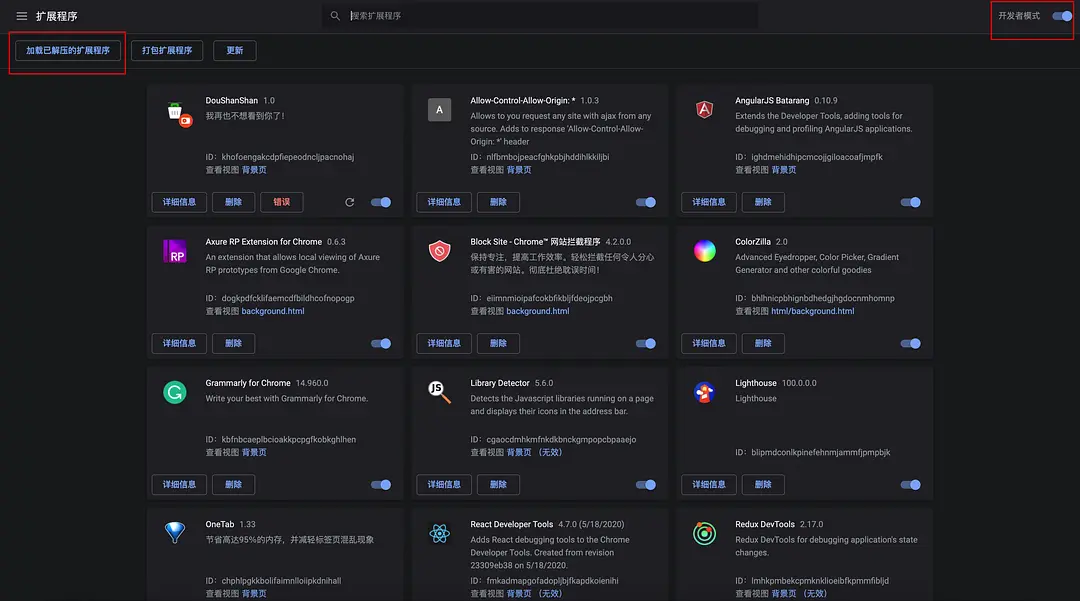 扩展程序
搜索扩展程序
开发者模式
加载已解压的扩展程序
打包扩展程序
更新
DouShanShan 1.0
我再也不想看到你了！
ID： khofoengakcdpfiepeodncljpacnohaj
查看视图 背景页
详细信息
删除
错误
A
Allow-Control-Allow-Origin: * 1.0.3
Allows to you request any site with ajax from any
source. Adds to response 'Allow-Control-Allow-
Origin: *' header
ID： nlfbmbojpeacfghkpbjhddihlkkiljbi
查看视图 背景页
详细信息
删除
AngularJS Batarang 0.10.9
Extends the Developer Tools, adding tools for
debugging and profiling AngularJS applications.
ID： ighdmehidhipcmcojjgiloacoafjmpfk
查看视图 背景页
详细信息
删除
RP
Axure RP Extension for Chrome 0.6.3
An extension that allows local viewing of Axure
RP prototypes from Google Chrome.
ID： dogkpdfcklifaemcdfbildhcofnopogp
查看视图 background.html
详细信息
删除
Block Site - Chrome™ 网站拦截程序 4.2.0.0
保持专注，提高工作效率。轻松拦截任何令人分心
或有害的网站。彻底杜绝耽误时间！
ID： eiimnmioipafcokbfikbljfdeojpcgbh
查看视图 background.html
详细信息
删除
ColorZilla 2.0
Advanced Eyedropper, Color Picker, Gradient
Generator and other colorful goodies
ID： bhlhnicpbhignbdhedgjhgdocnmhomnp
查看视图 html/background.html
详细信息
删除
Grammarly for Chrome 14.960.0
Write your best with Grammarly for Chrome.
ID： kbfnbcaeplbcioakkpcpgfkobkghlhen
查看视图 背景页
详细信息
删除
JS
Library Detector 5.6.0
Detects the Javascript libraries running on a page
and displays their icons in the address bar.
ID： cgaocdmhkmfnkdkbnckgmpopcbpaaejo
查看视图 背景页 （无效）
详细信息
删除
Lighthouse 100.0.0.0
Lighthouse
ID： blipmdconlkpinefehnmjammfjpmpbjk
详细信息
删除
OneTab 1.33
节省高达95％的内存，并减轻标签页混乱现象
ID： chphlpgkkbolifaimnlloiipkdnihall
查看视图 背景页
React Developer Tools 4.7.0 (5/18/2020)
Adds React debugging tools to the Chrome
Developer Tools. Created from revision
23309eb38 on 5/18/2020.
ID： fmkadmapgofadopljbjfkapdkoienihi
查看视图 背景页 （无效）
Redux DevTools 2.17.0
Redux DevTools for debugging application's state
changes.
ID： lmhkpmbekcpmknklioeibfkpmmfibljd
查看视图 背景页 （无效）